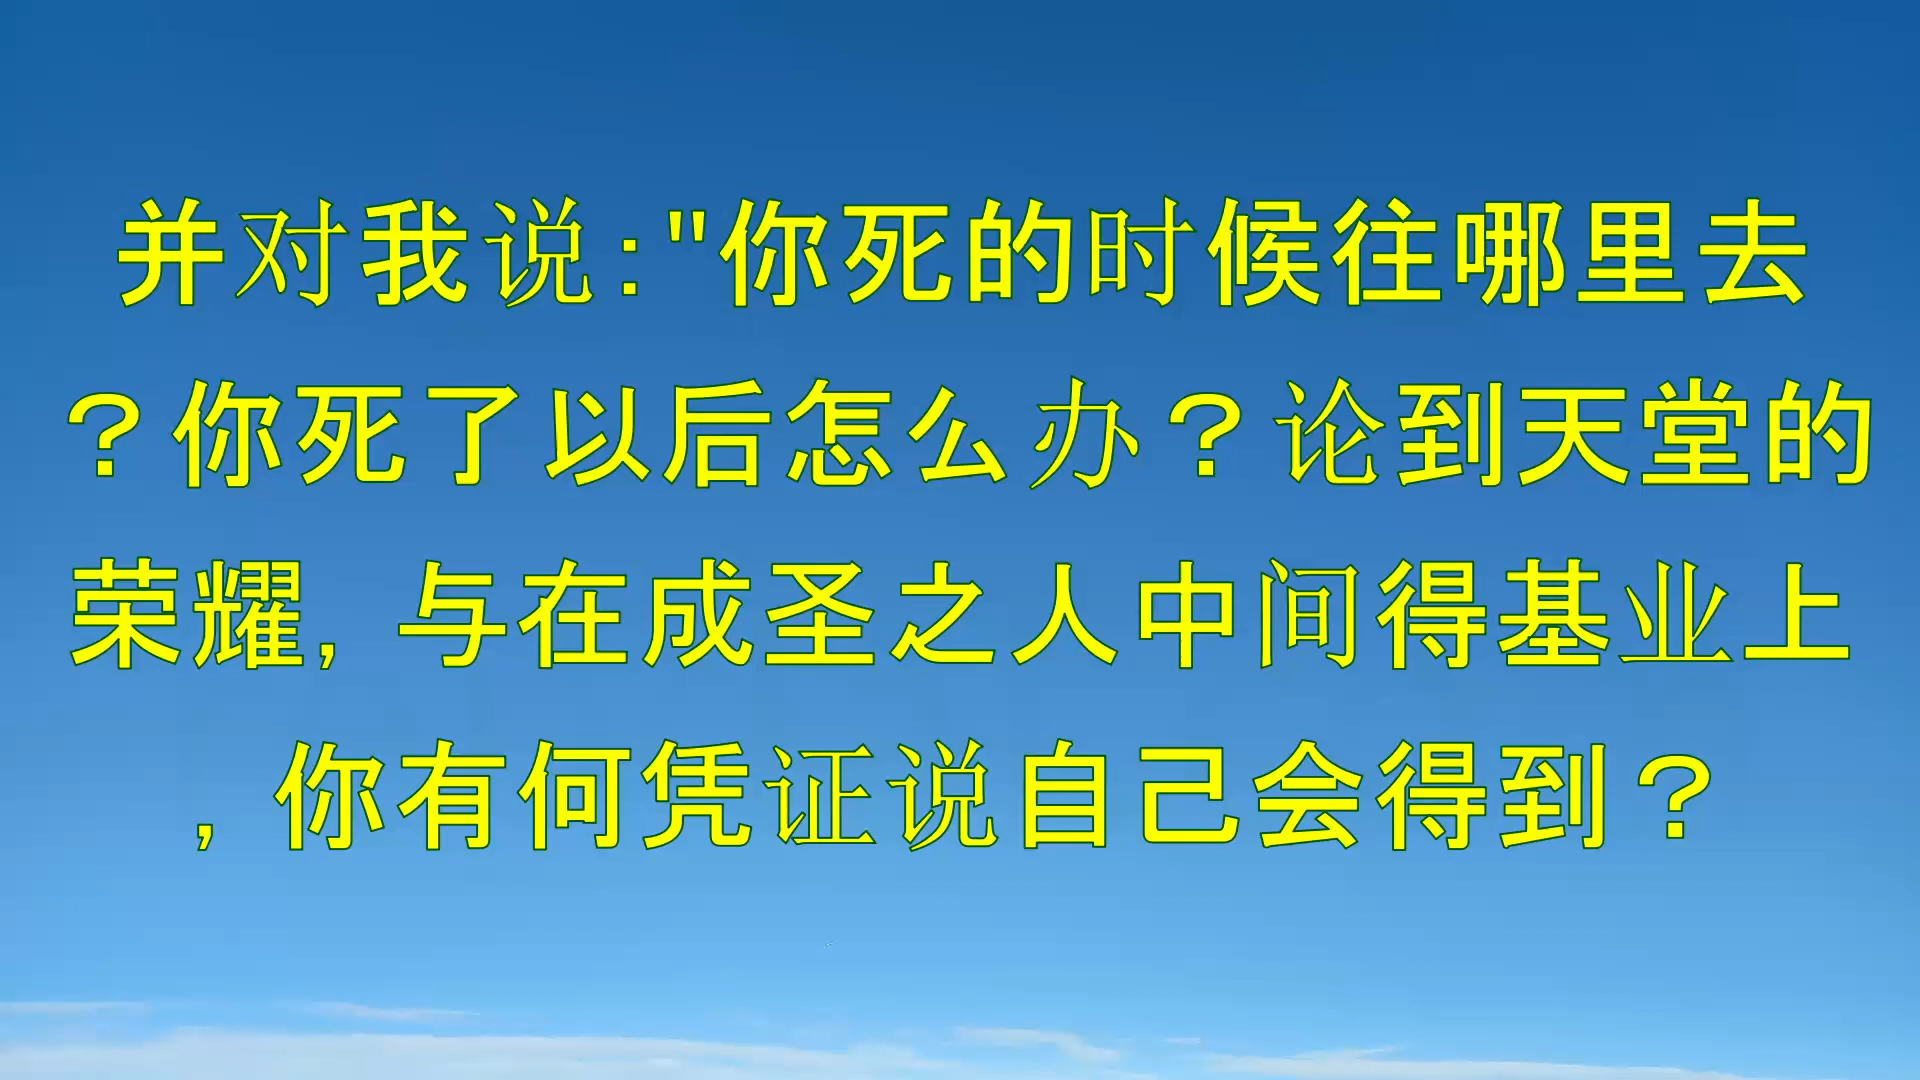 并对我说:"你死的时候往哪里去
?你死了以后怎么办?论到天堂的
荣耀,与在成圣之人中间得基业上
,你有何凭证说自己会得到?